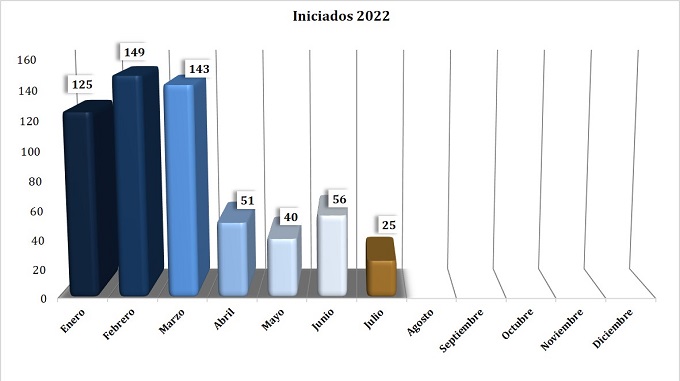 Iniciados 2022
160
140
120
100
80
60
40
20
0
125
149
143
51
40
56
25
Enero
Febrero
Marzo
Abril
Mayo
Junio
Julio
Agosto
Septiembre
Octubre
Noviembre
Diciembre